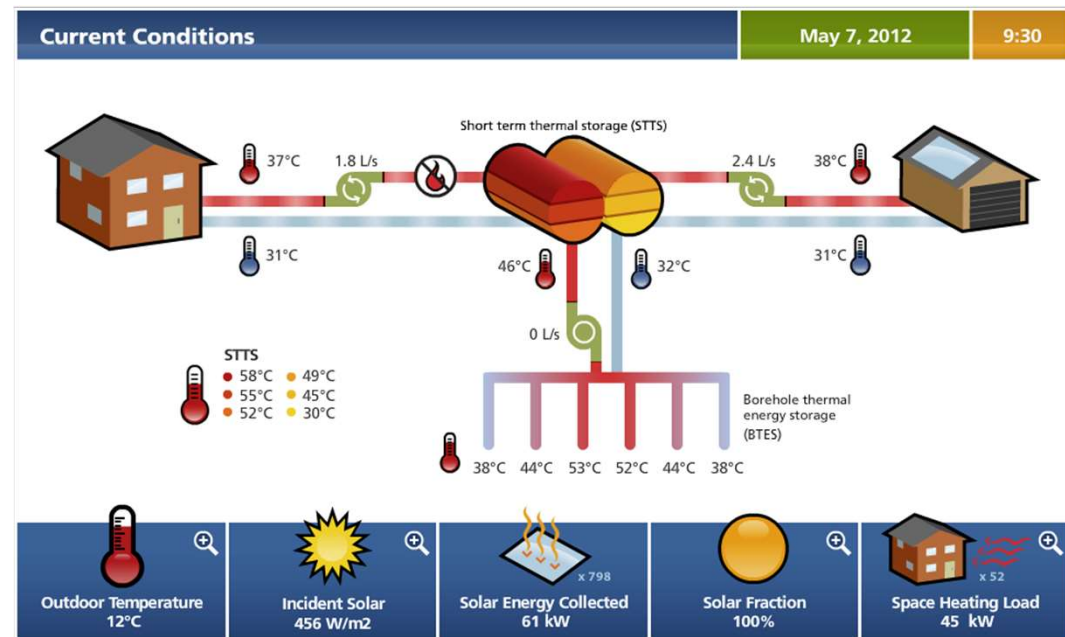 Current Conditions
May 7, 2012
9:30
Short term thermal storage (STTS)
37°C
1.8 L/s
2.4 L/s
38°C
31°C
46°C
32°C
31°C
0 L/s
STTS
58°C 49°C
55°C 45°C
52°C 30°C
Borehole thermal
energy storage
(BTES)
38°C 44°C 53°C 52°C 44°C 38°C
x 798
x 52
Outdoor Temperature
12°C
Incident Solar
456 W/m2
Solar Energy Collected
61 kW
Solar Fraction
100%
Space Heating Load
45 kW